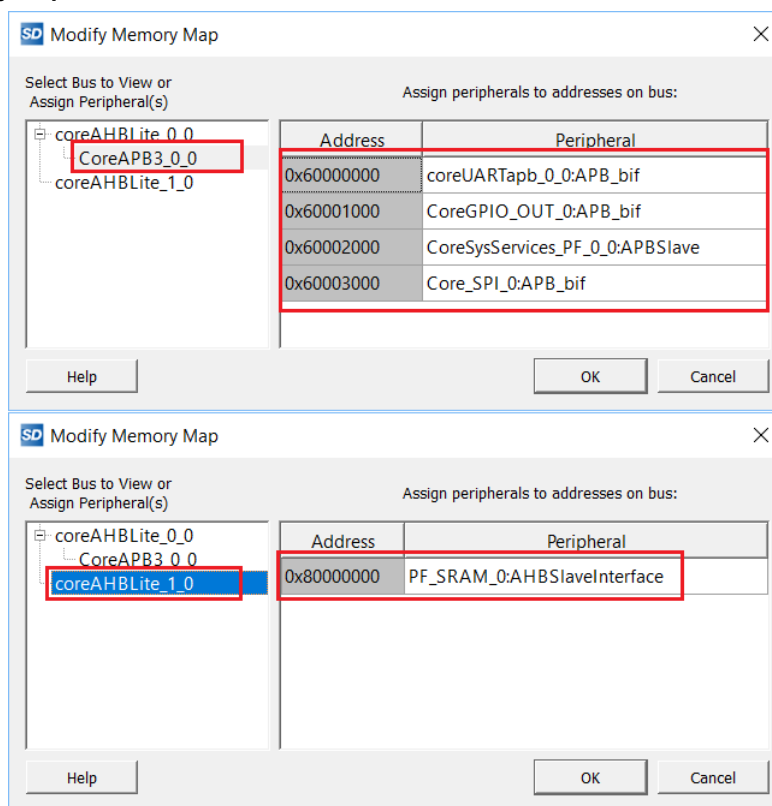 SD Modify Memory Map
Select Bus to View or
Assign Peripheral(s)
Assign peripherals to addresses on bus:
coreAHBLite_0_0
CoreAPB3_0_0
coreAHBLite_1_0
Address Peripheral
0x60000000 coreUARTapb_0_0:APB_bif
0x60001000 CoreGPIO_OUT_0:APB_bif
0x60002000 CoreSysServices_PF_0_0:APBSlave
0x60003000 Core_SPI_0:APB_bif
Help OK Cancel
SD Modify Memory Map
Select Bus to View or
Assign Peripheral(s)
Assign peripherals to addresses on bus:
coreAHBLite_0_0
CoreAPB3_0_0
coreAHBLite_1_0
Address Peripheral
0x80000000 PF_SRAM_0:AHBSlaveInterface
Help OK Cancel